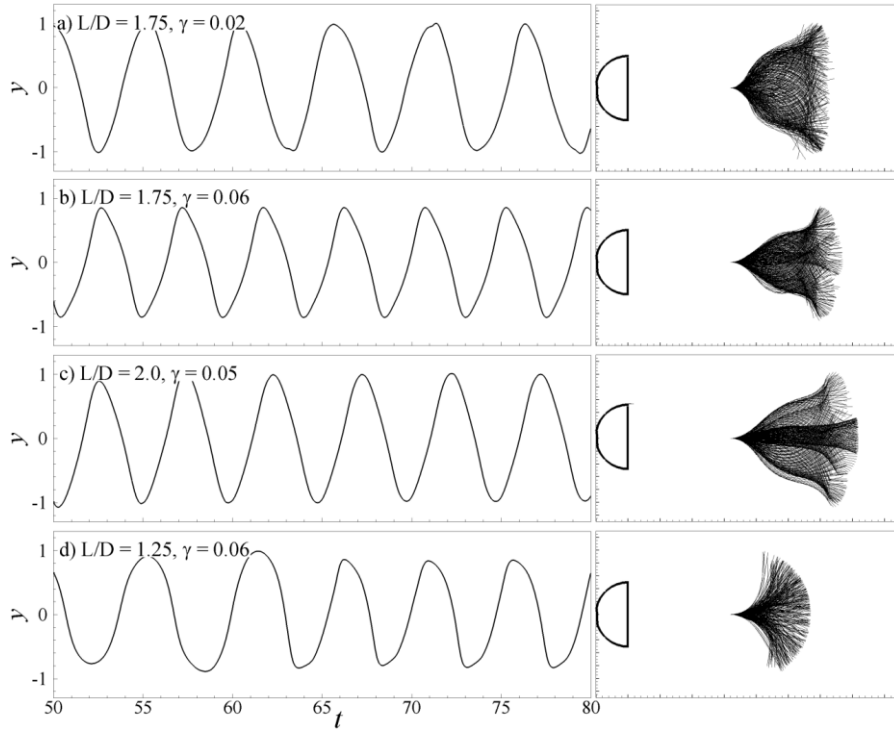 a) L/D = 1.75, γ = 0.02
1
y 0
-1
b) L/D = 1.75, γ = 0.06
1
y 0
-1
c) L/D = 2.0, γ = 0.05
1
y 0
-1
d) L/D = 1.25, γ = 0.06
1
y 0
-1
50 55 60 65 70 75 80
t